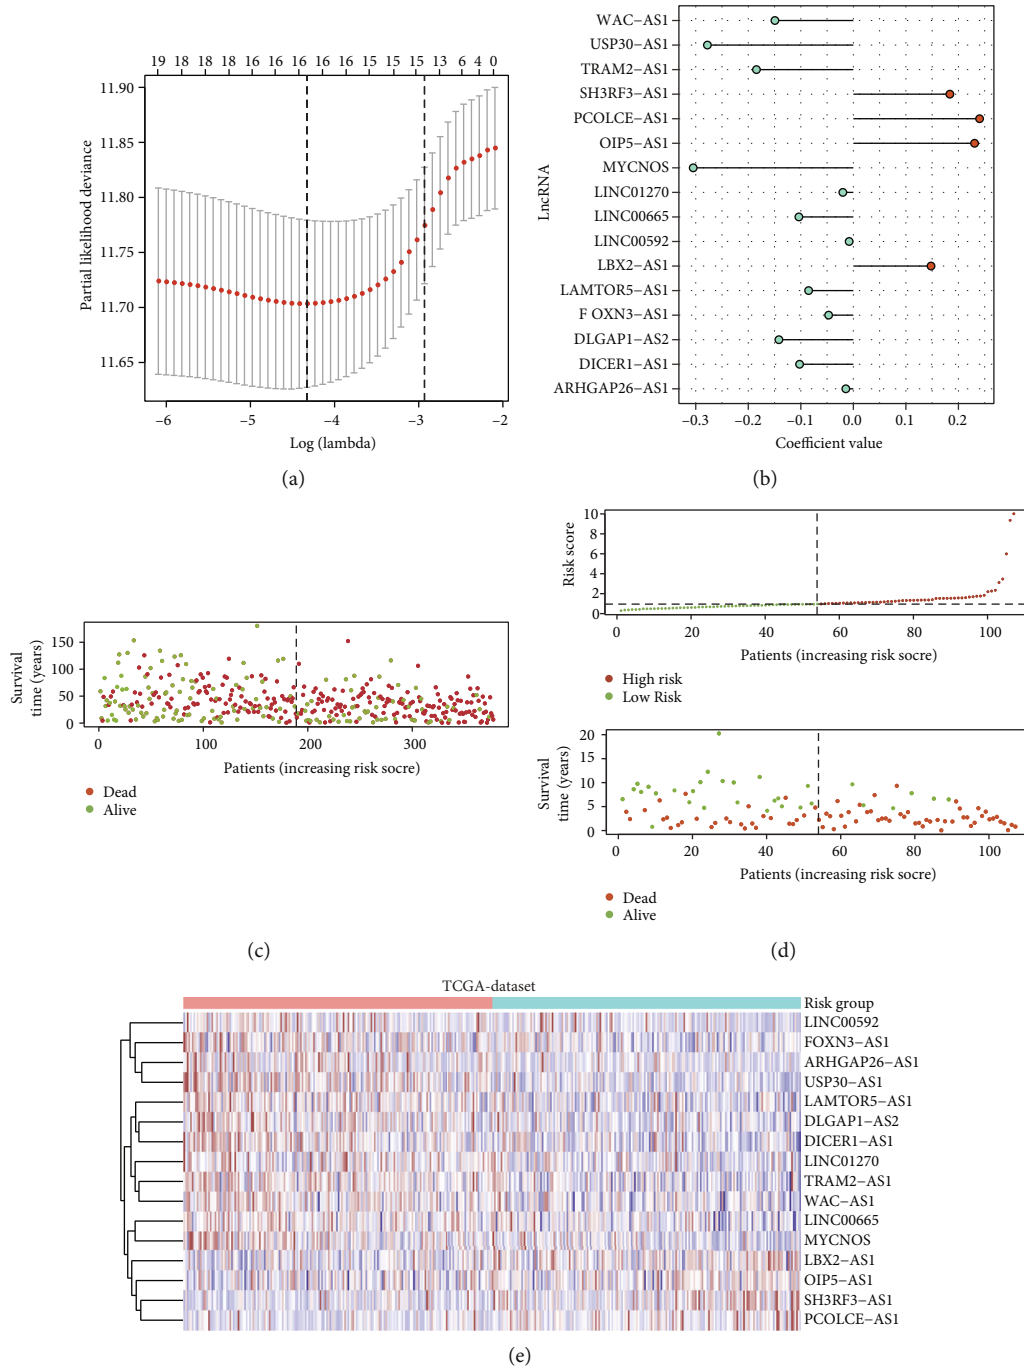 19 18 18 18 16 16 16 16 16 15 15 15 13 6 4 0
11.90
11.85
11.80
11.75
11.70
11.65
Partial likelihood deviance
−6 −5 −4 −3 −2
Log (lambda)
(a)
LncRNA
WAC−AS1
USP30−AS1
TRAM2−AS1
SH3RF3−AS1
PCOLCE−AS1
OIP5−AS1
MYCNOS
LINC01270
LINC00665
LINC00592
LBX2−AS1
LAMTOR5−AS1
F OXN3−AS1
DLGAP1−AS2
DICER1−AS1
ARHGAP26−AS1
−0.3 −0.2 −0.1 0.0 0.1 0.2
Coefficient value
(b)
Survival
time (years)
150
100
50
0
0 100 200 300
Patients (increasing risk socre)
Dead
Alive
(c)
Risk score
10
8
6
4
2
0
0 20 40 60 80 100
Patients (increasing risk socre)
High risk
Low Risk
Survival
time (years)
20
15
10
5
0
0 20 40 60 80 100
Patients (increasing risk socre)
Dead
Alive
(d)
TCGA-dataset
Risk group
LINC00592
FOXN3−AS1
ARHGAP26−AS1
USP30−AS1
LAMTOR5−AS1
DLGAP1−AS2
DICER1−AS1
LINC01270
TRAM2−AS1
WAC−AS1
LINC00665
MYCNOS
LBX2−AS1
OIP5−AS1
SH3RF3−AS1
PCOLCE−AS1
(e)